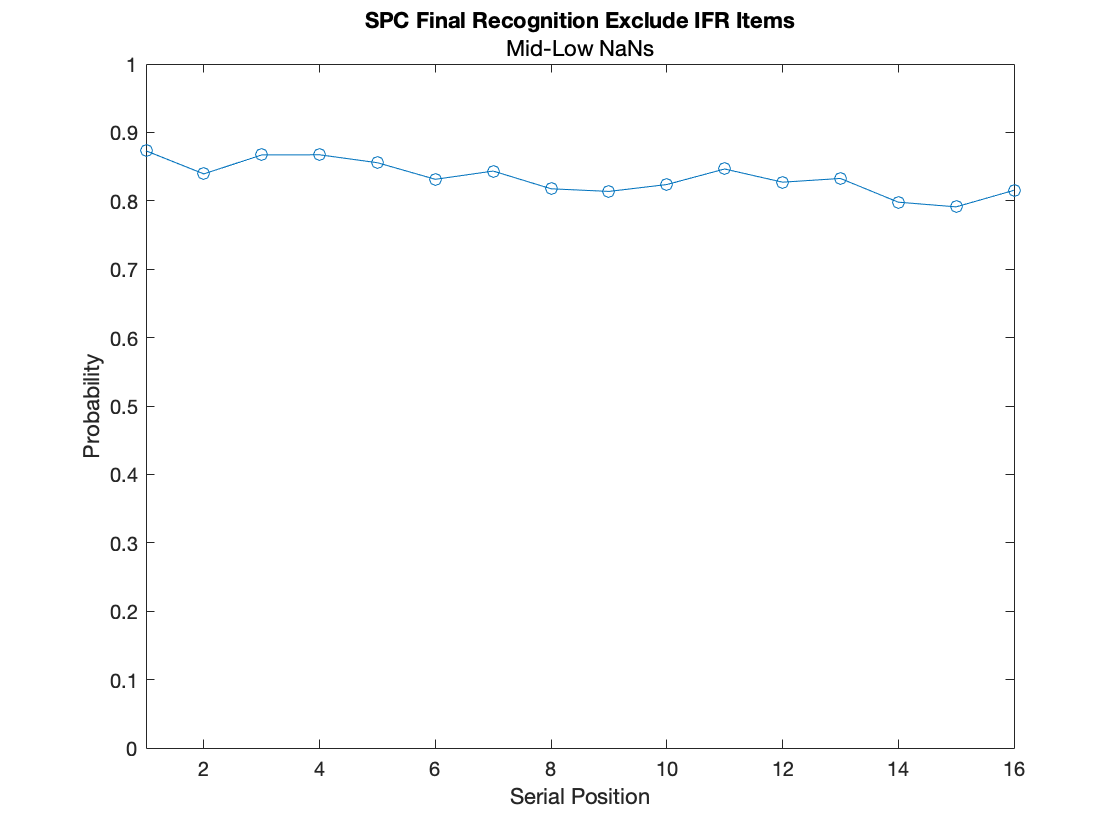 SPC Final Recognition Exclude IFR Items
Mid-Low NaNs
1
0.9
0.8
0.7
0.6
0.5
0.4
0.3
0.2
0.1
0
Probability
2 4 6 8 10 12 14 16
Serial Position